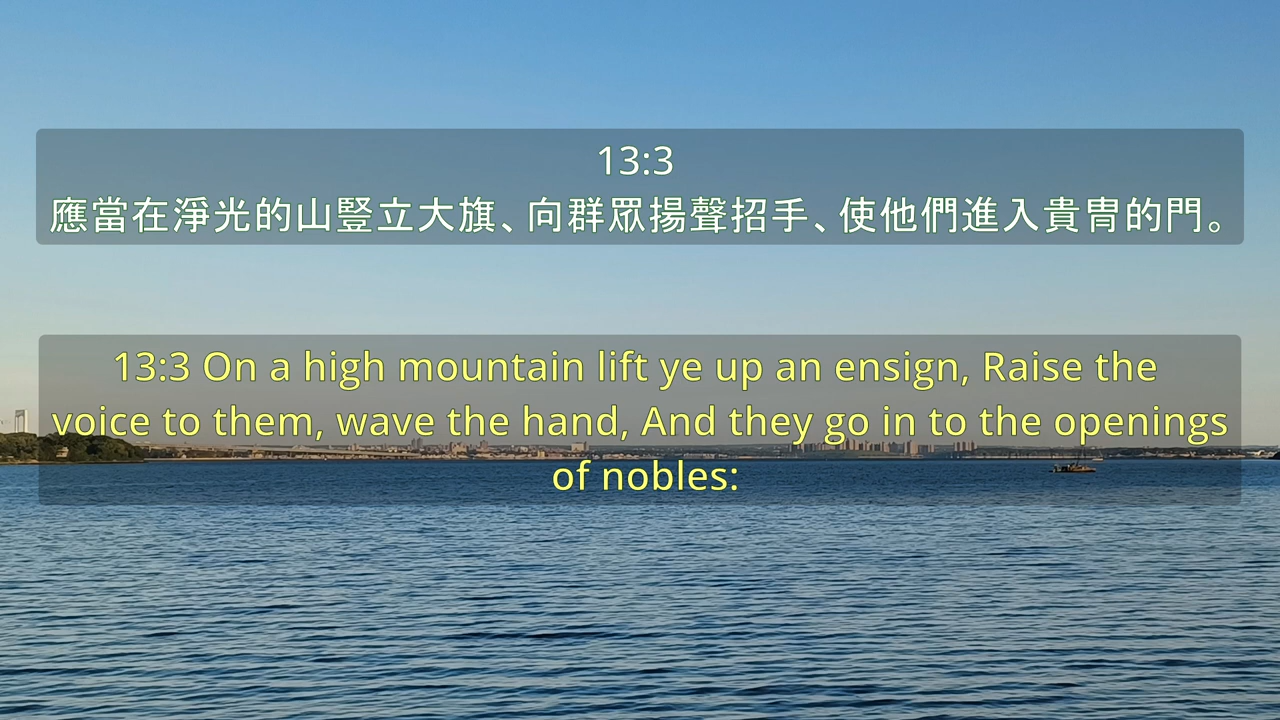 13:3
應當在淨光的山豎立大旗、向群眾揚聲招手、使他們進入貴冑的門。
13:3 On a high mountain lift ye up an ensign, Raise the
voice to them, wave the hand, And they go in to the openings
of nobles: